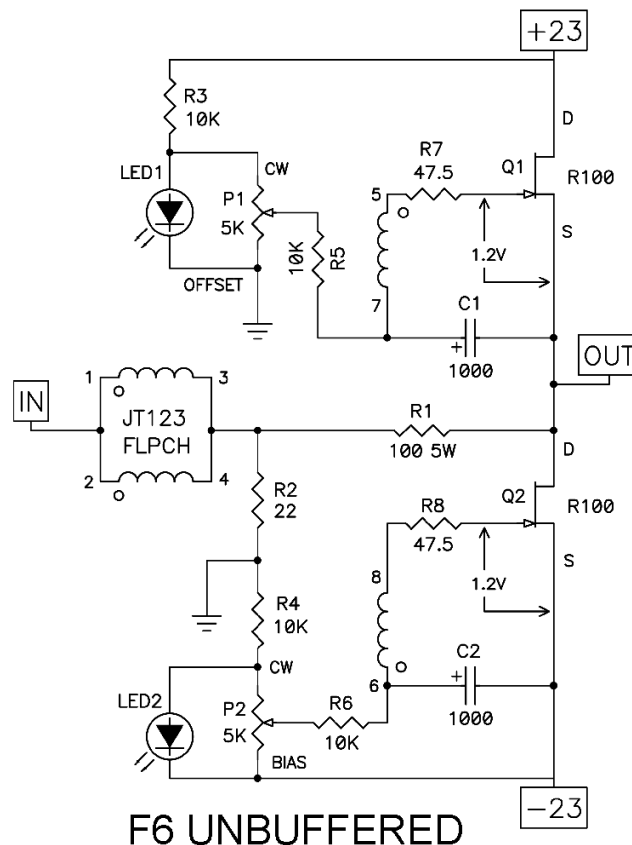 +23
R3
10K
D
R7
47.5
Q1
R100
LED1
CW
P1
5K
5
10K
R5
S
1.2V
OFFSET
7
C1
+
1000
OUT
IN
1
3
JT123
FLPCH
R1
100 5W
2
4
D
R2
22
Q2
R8
47.5
R100
8
S
1.2V
R4
10K
C2
CW
+
6
LED2
P2
5K
R6
10K
1000
BIAS
-23
F6 UNBUFFERED